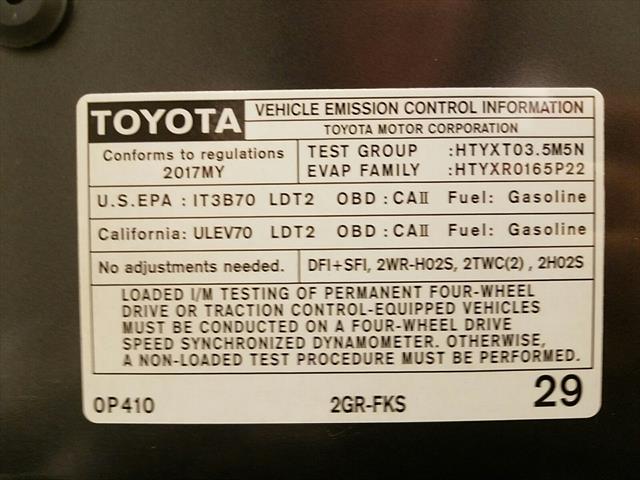 TOYOTA
VEHICLE EMISSION CONTROL INFORMATION
TOYOTA MOTOR CORPORATION
Conforms to regulations
2017MY
TEST GROUP :HTYXT03.5M5N
EVAP FAMILY :HTYXR0165P22
U.S.EPA : IT3B70 LDT2 OBD : CAⅡ Fuel: Gasoline
California: ULEV70 LDT2 OBD : CAⅡ Fuel: Gasoline
No adjustments needed.
DFI+SFI, 2WR-HO2S, 2TWC(2) , 2HO2S
LOADED I/M TESTING OF PERMANENT FOUR-WHEEL
DRIVE OR TRACTION CONTROL-EQUIPPED VEHICLES
MUST BE CONDUCTED ON A FOUR-WHEEL DRIVE
SPEED SYNCHRONIZED DYNAMOMETER. OTHERWISE,
A NON-LOADED TEST PROCEDURE MUST BE PERFORMED.
0P410 2GR-FKS 29